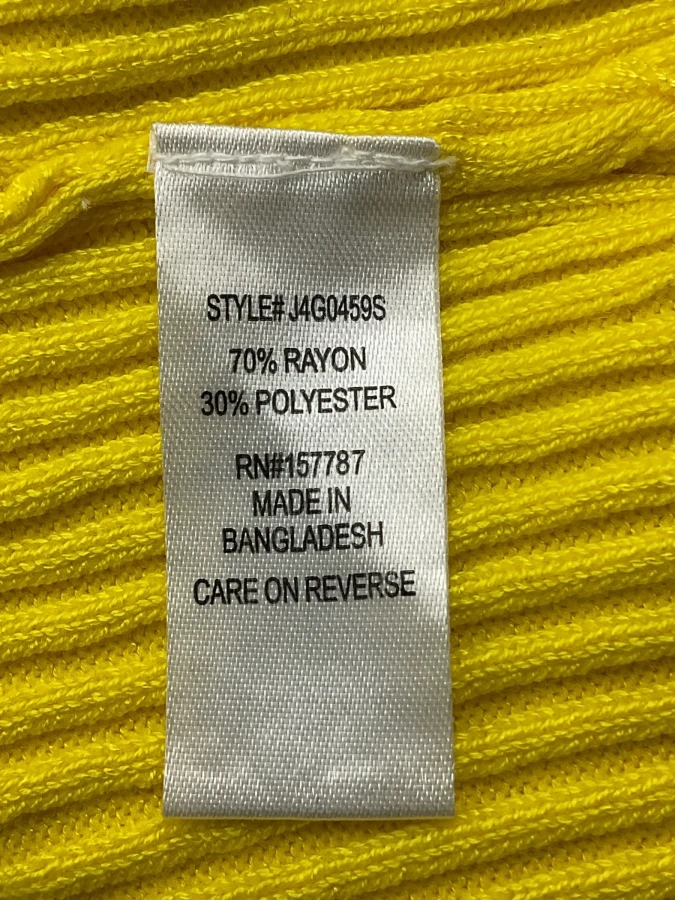 STYLE# J4G0459S
70% RAYON
30% POLYESTER
RN#157787
MADE IN
BANGLADESH
CARE ON REVERSE